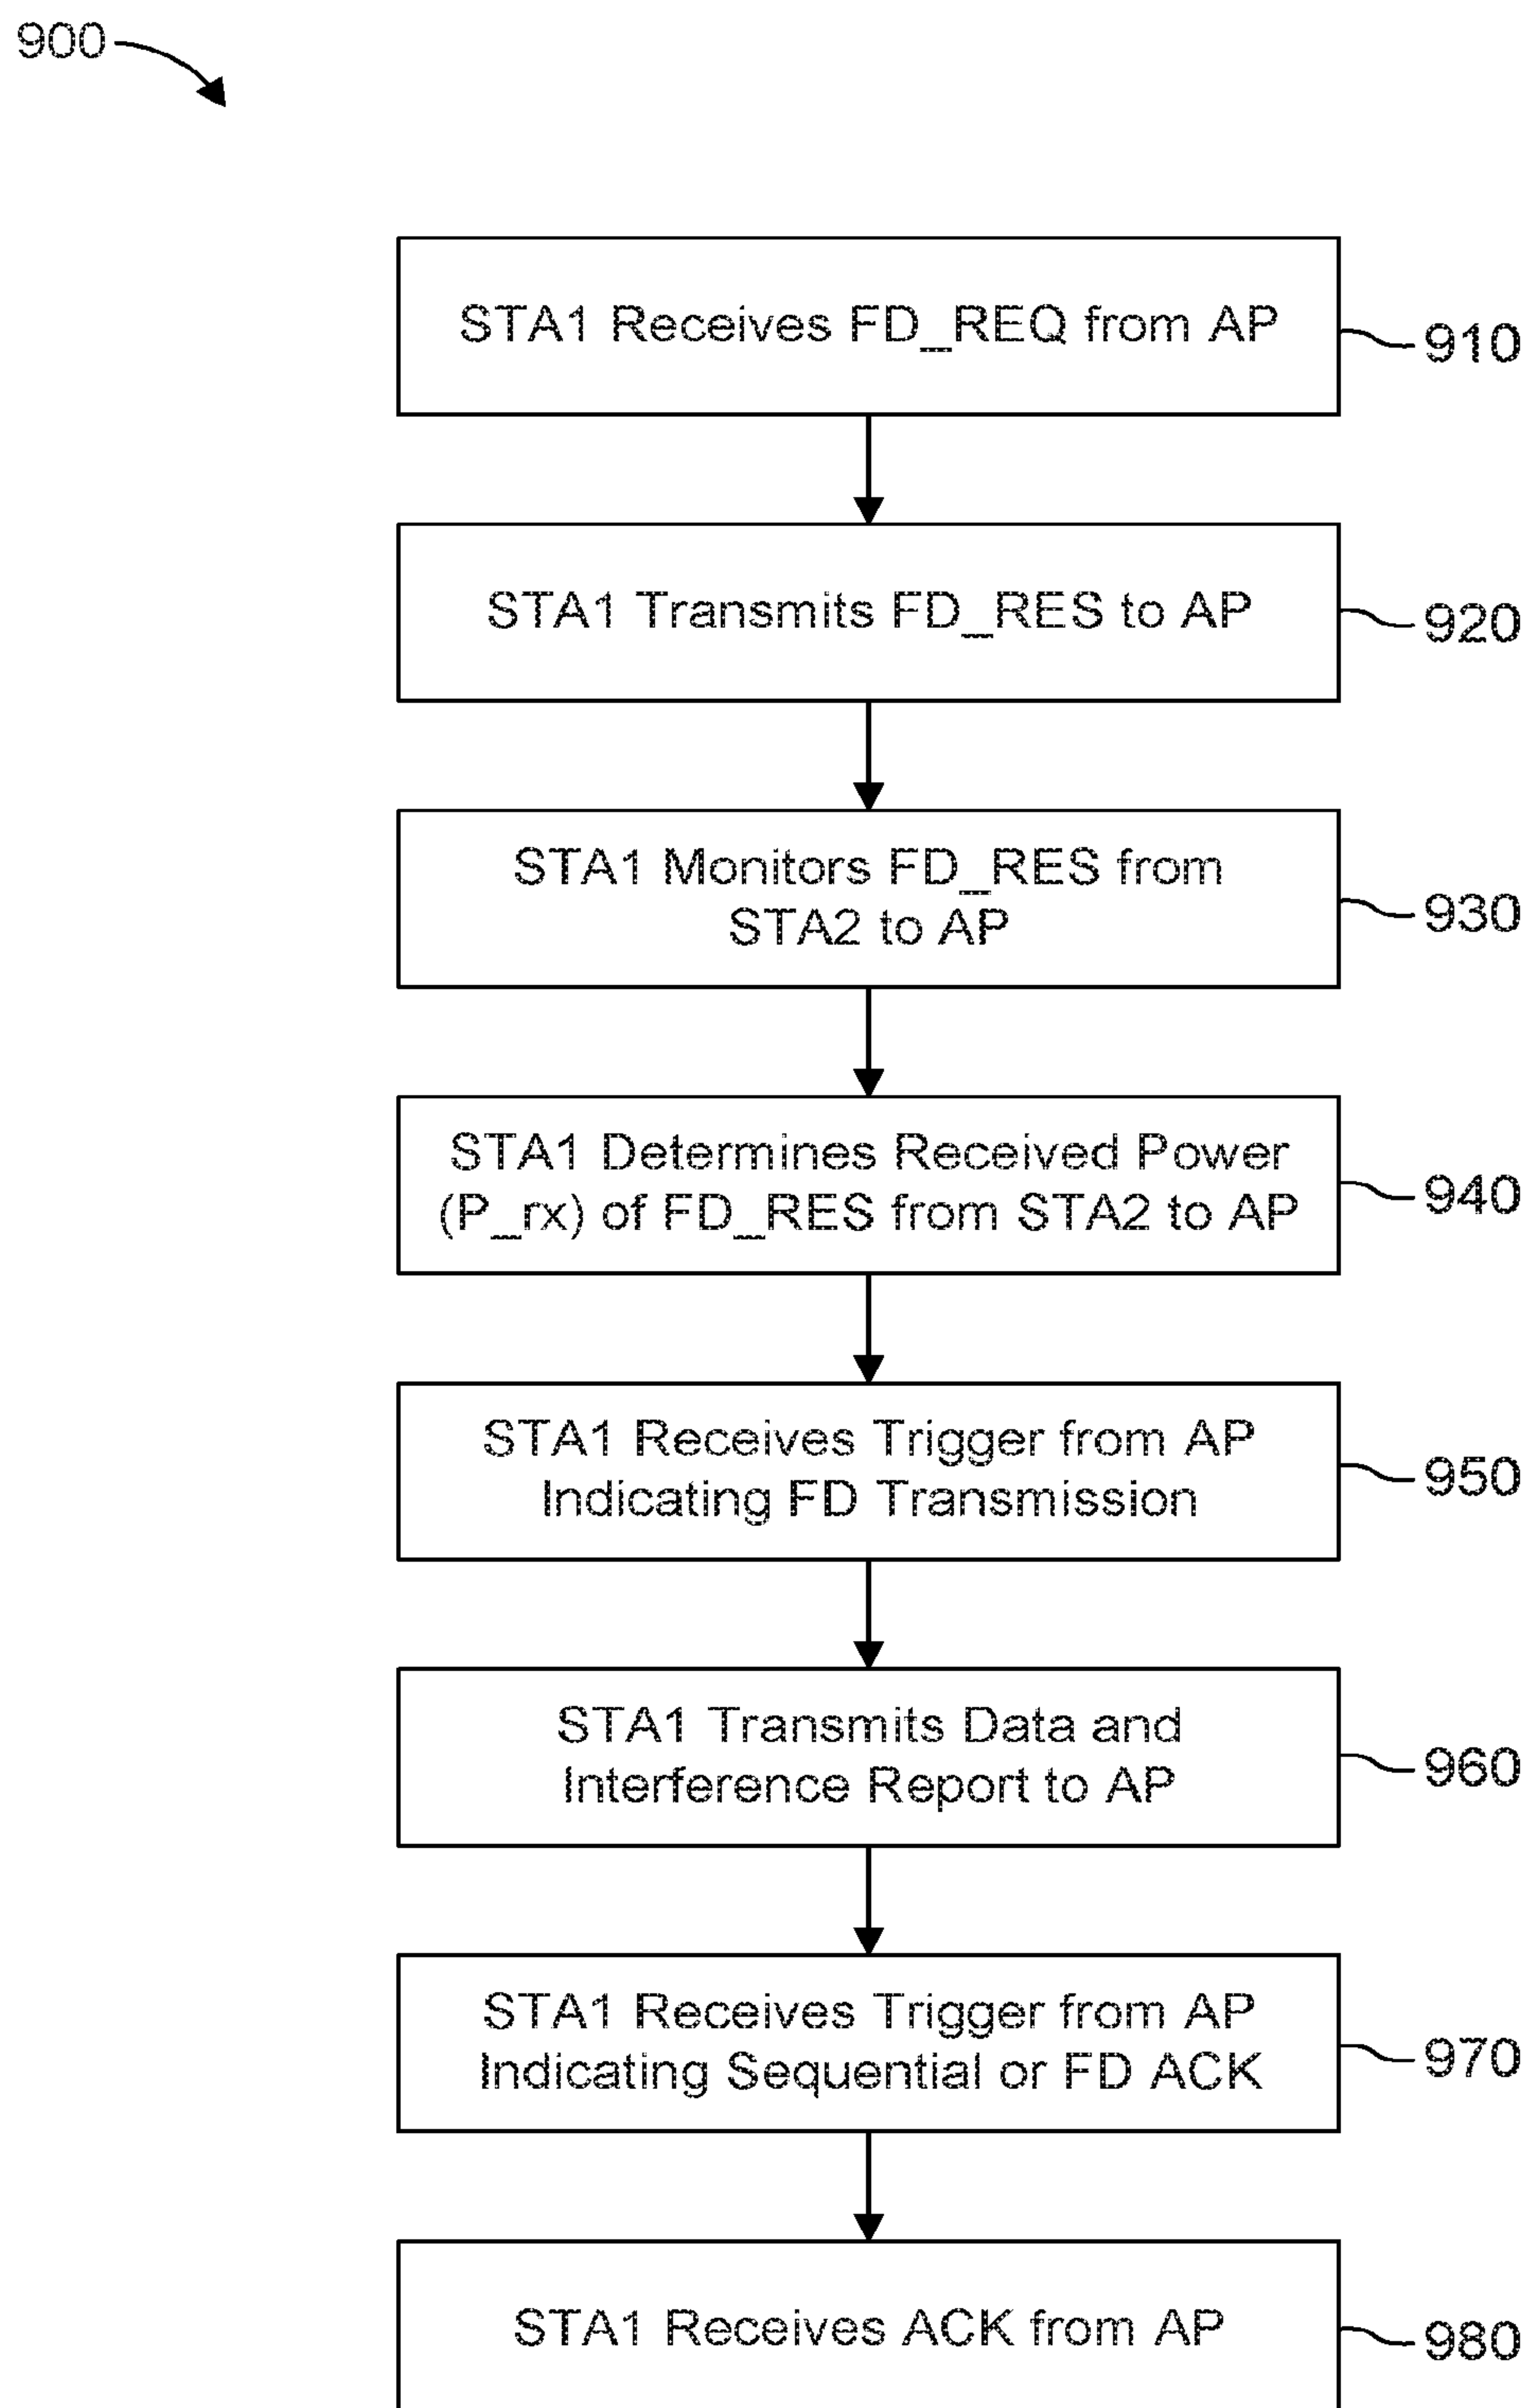 900
STA1 Receives FD_REQ from AP
910
STA1 Transmits FD_RES to AP
920
STA1 Monitors FD_RES from
STA2 to AP
930
STA1 Determines Received Power
(P_rx) of FD_RES from STA2 to AP
940
STA1 Receives Trigger from AP
Indicating FD Transmission
950
STA1 Transmits Data and
Interference Report to AP
960
STA1 Receives Trigger from AP
Indicating Sequential or FD ACK
970
STA1 Receives ACK from AP
980